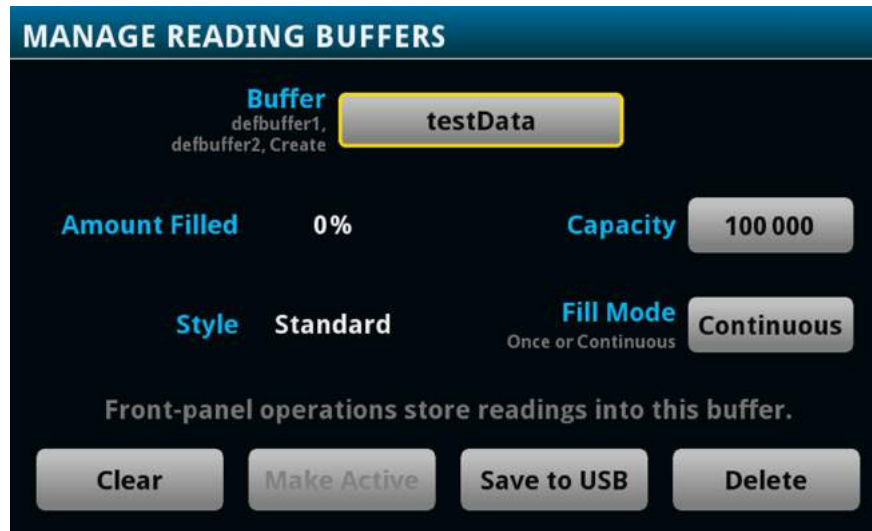 MANAGE READING BUFFERS
Buffer
defbuffer1,
defbuffer2, Create
testData
Amount Filled 0% Capacity 100 000
Style Standard Fill Mode
Once or Continuous
Continuous
Front-panel operations store readings into this buffer.
Clear Make Active Save to USB Delete